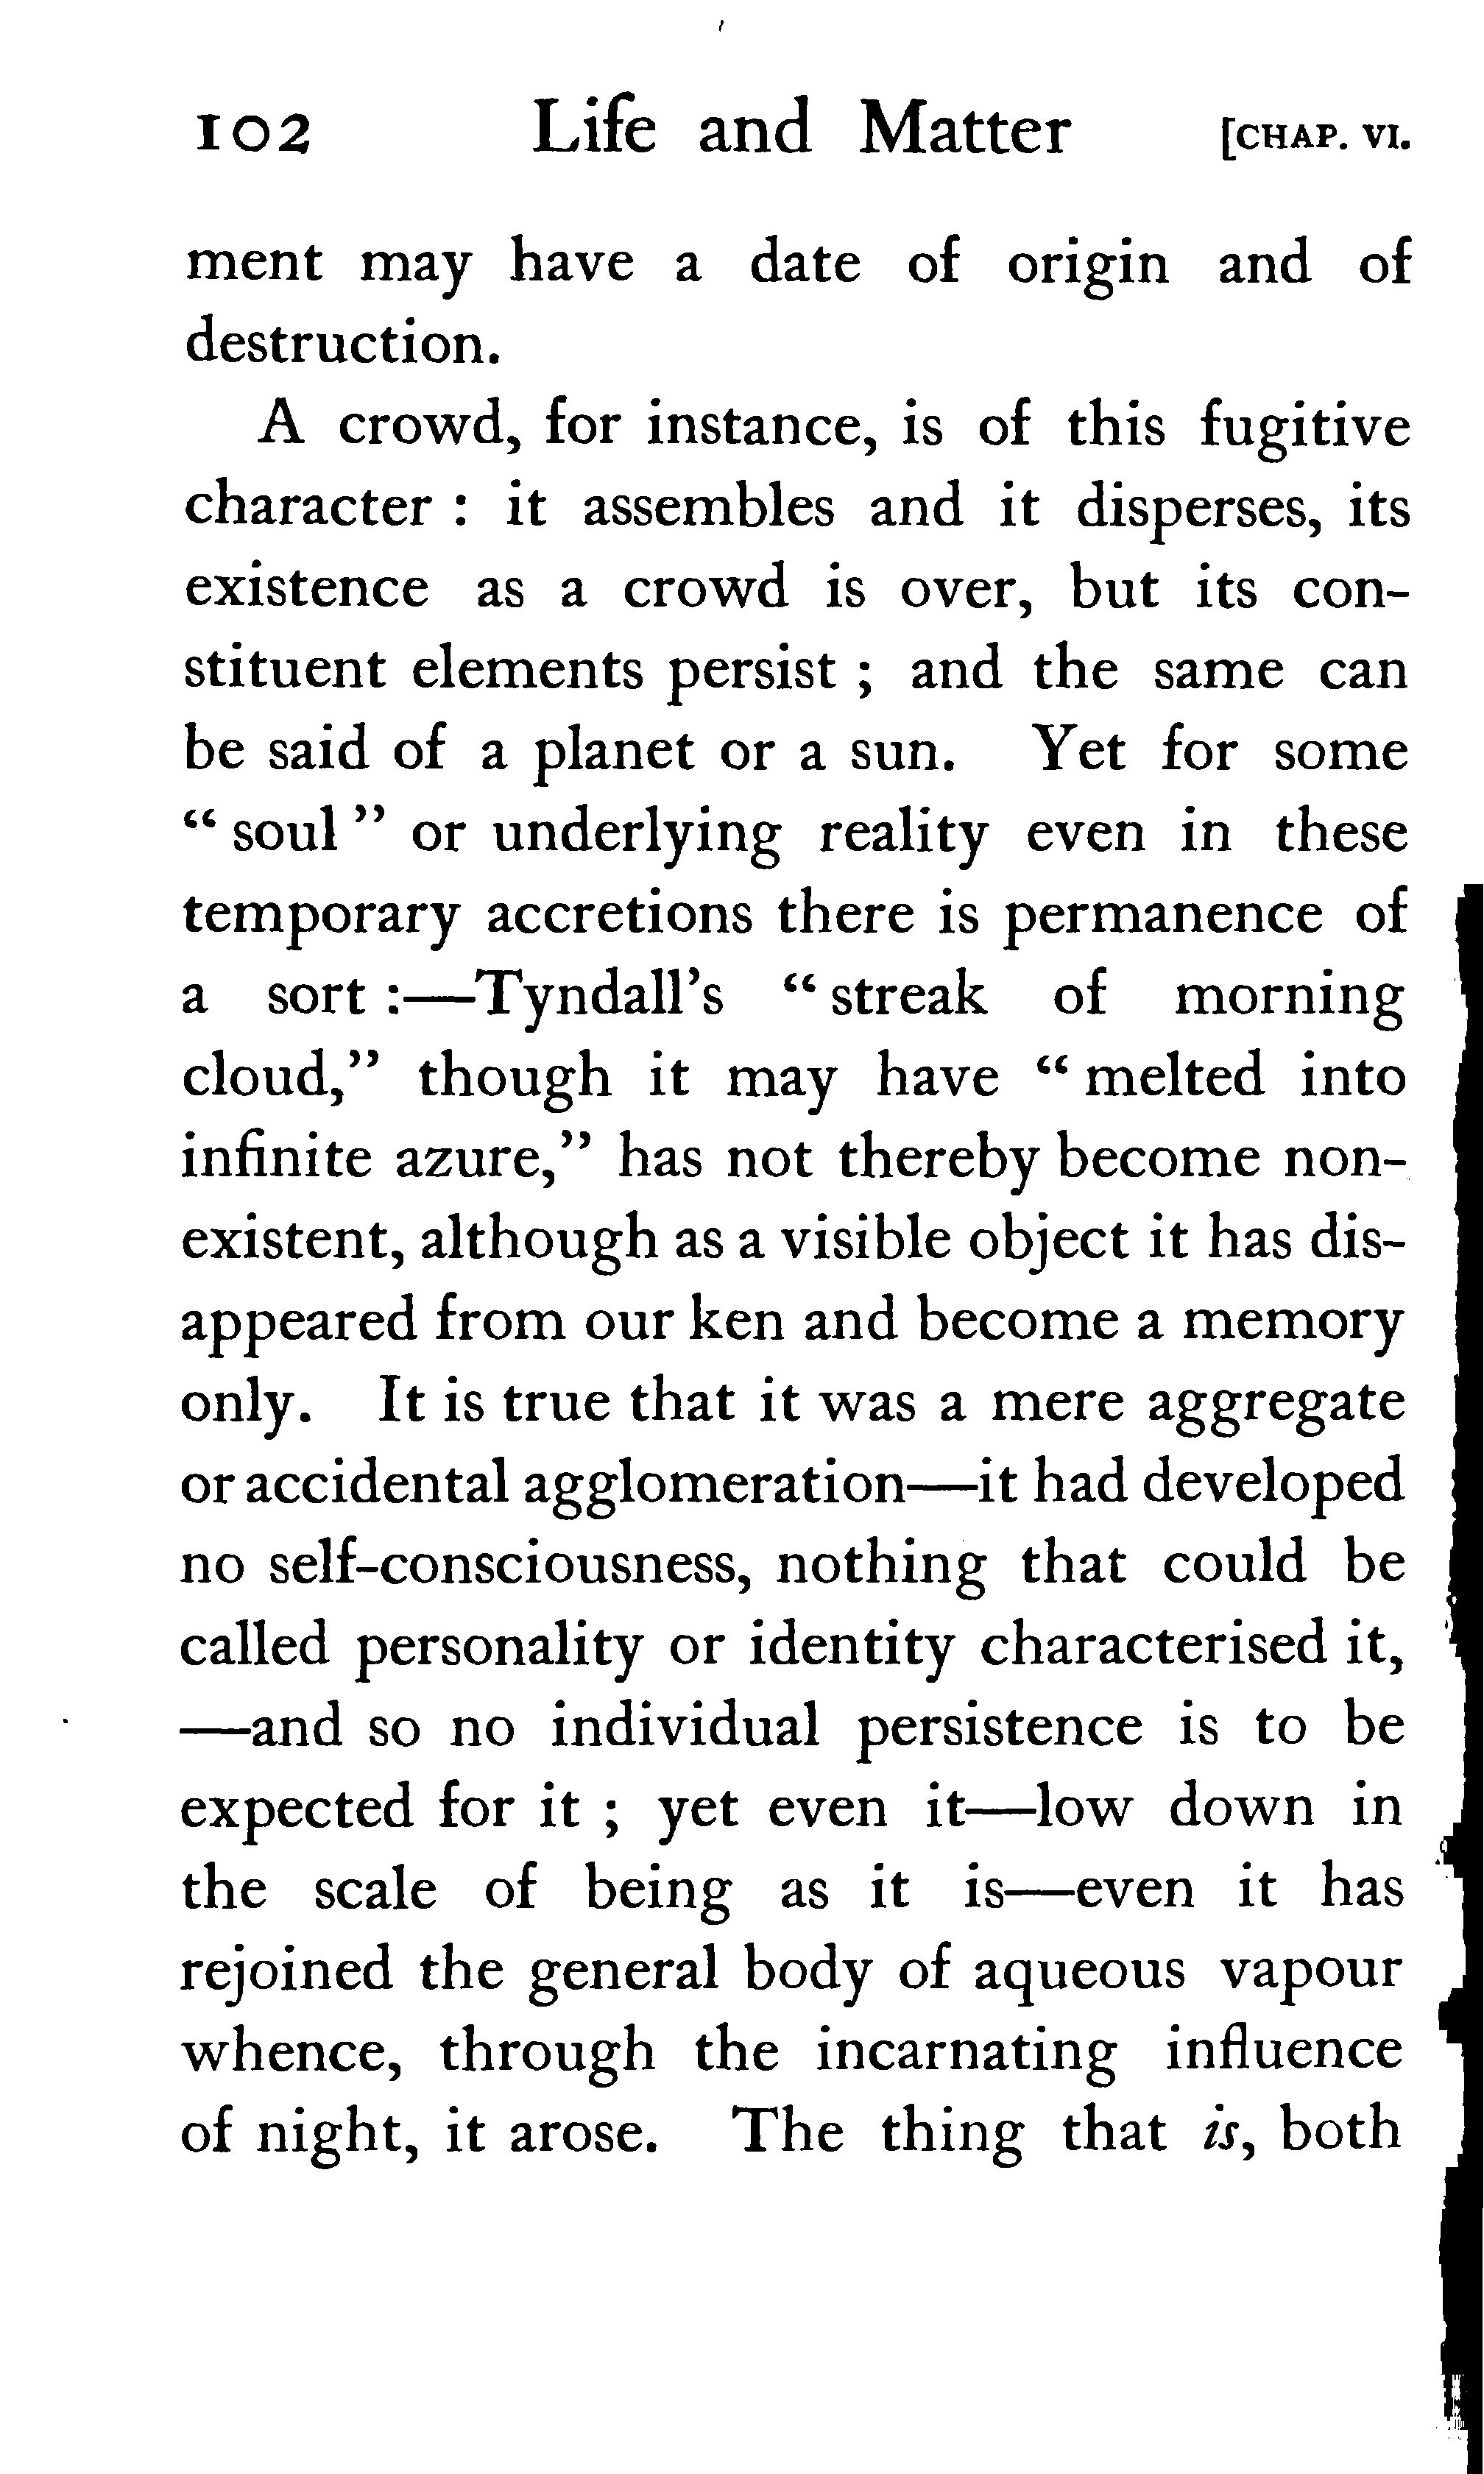 102 Life and Matter [CHAP. VI.
ment may have a date of origin and of
destruction.
A crowd, for instance, is of this fugitive
character : it assembles and it disperses, its
existence as a crowd is over, but its con-
stituent elements persist ; and the same can
be said of a planet or a sun. Yet for some
“ soul ” or underlying reality even in these
temporary accretions there is permanence of
a sort :—Tyndall’s “ streak of morning
cloud,” though it may have “ melted into
infinite azure,” has not thereby become non-
existent, although as a visible object it has dis-
appeared from our ken and become a memory
only. It is true that it was a mere aggregate
or accidental agglomeration—it had developed
no self-consciousness, nothing that could be
called personality or identity characterised it,
—and so no individual persistence is to be
expected for it ; yet even it—low down in
the scale of being as it is—even it has
rejoined the general body of aqueous vapour
whence, through the incarnating influence
of night, it arose. The thing that is, both